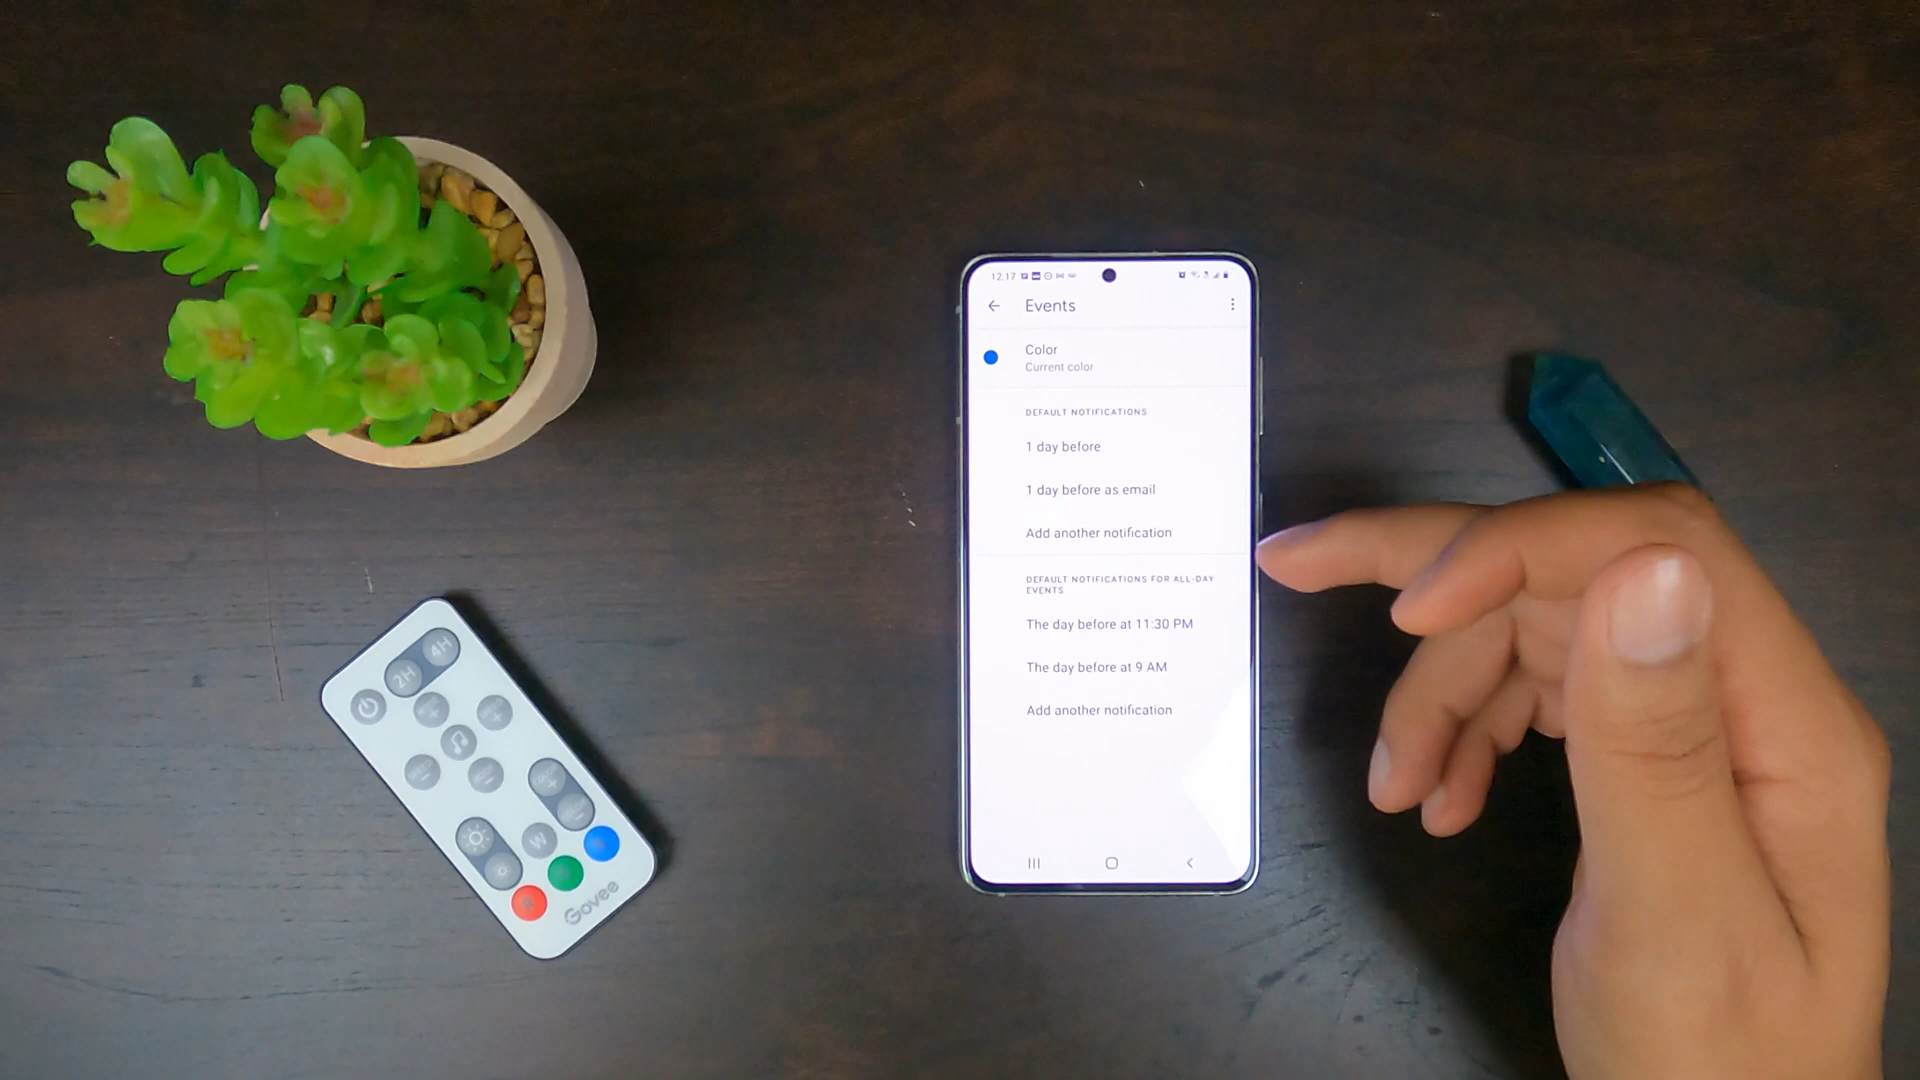 12.17
Events
Color
Current color
DEFAULT NOTIFICATIONS
1 day before
1 day before as email
Add another notification
DEFAULT NOTIFICATIONS FOR ALL-DAY
EVENTS
The day before at 11:30 PM
The day before at 9 AM
Add another notification
4H
2H
W
Govee